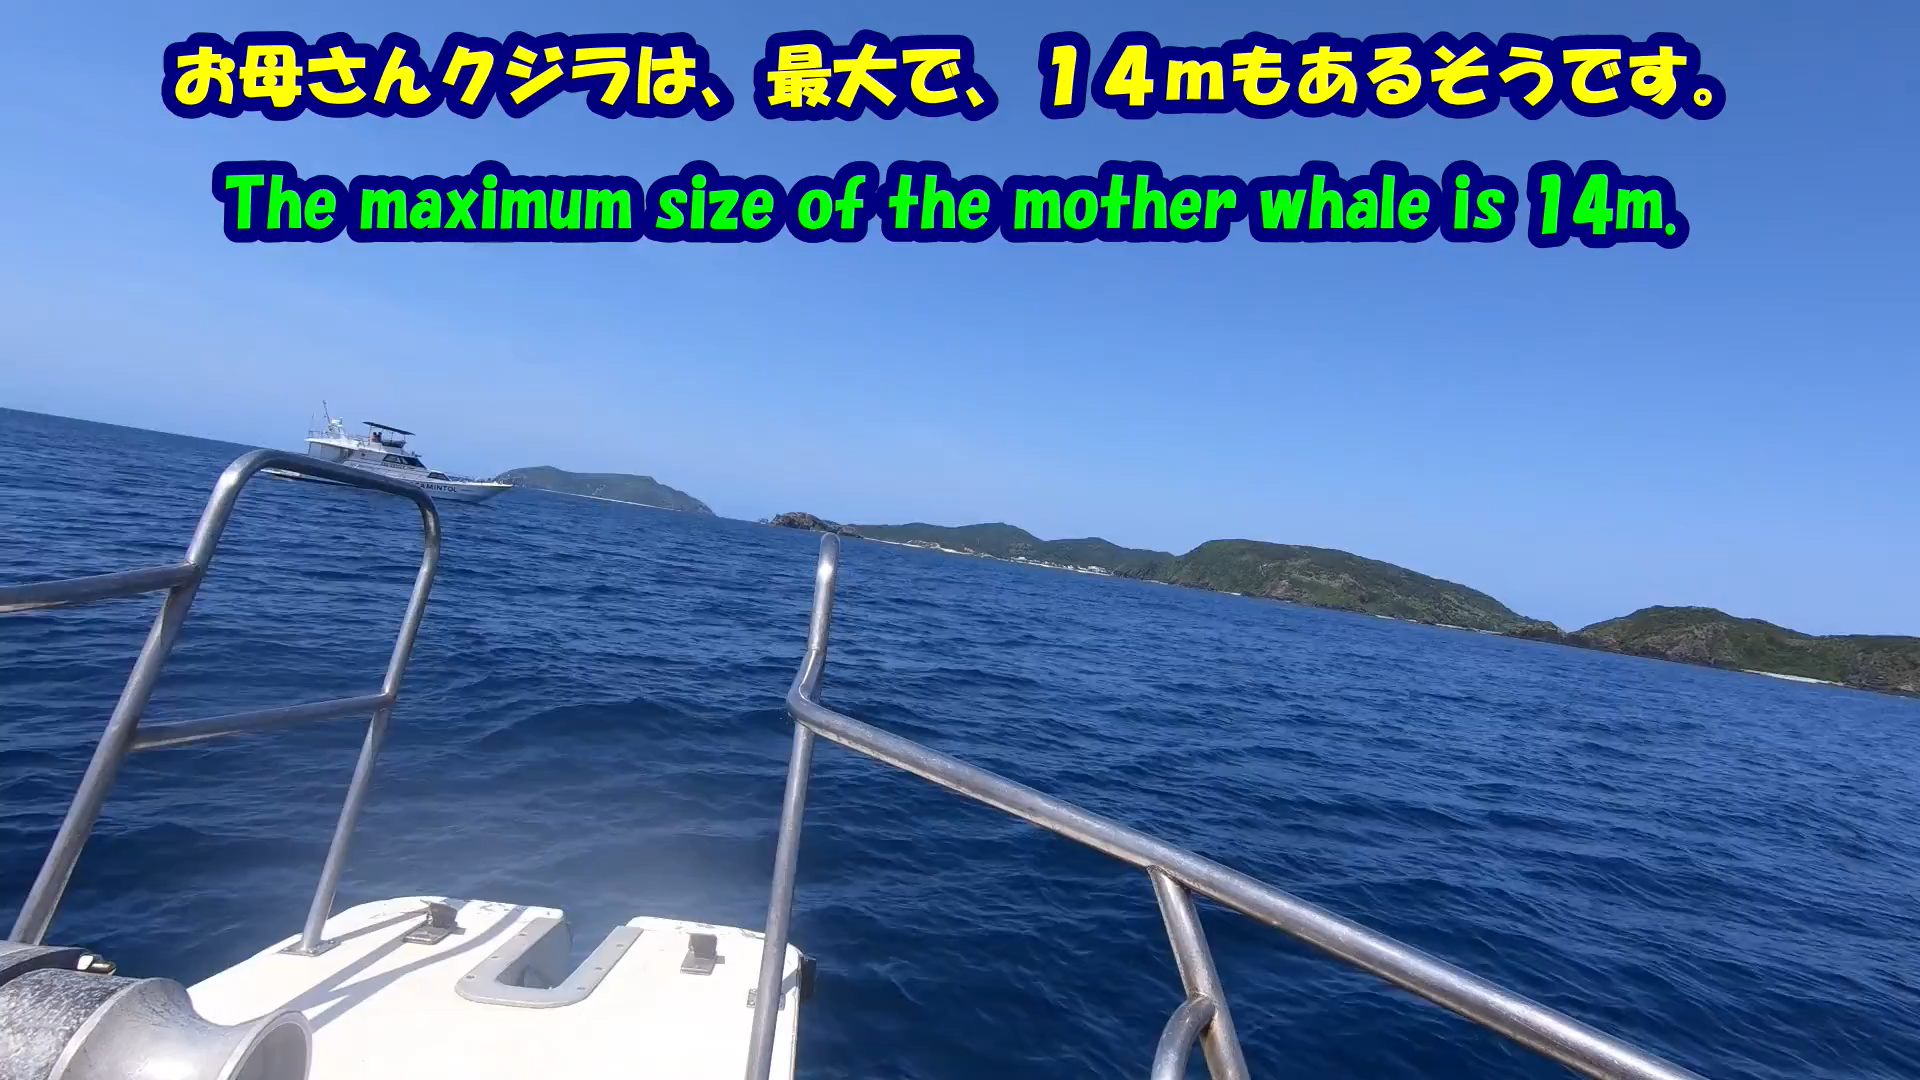 お母さんクジラは、最大で、１４ｍもあるそうです。
The maximum size of the mother whale is 14m.